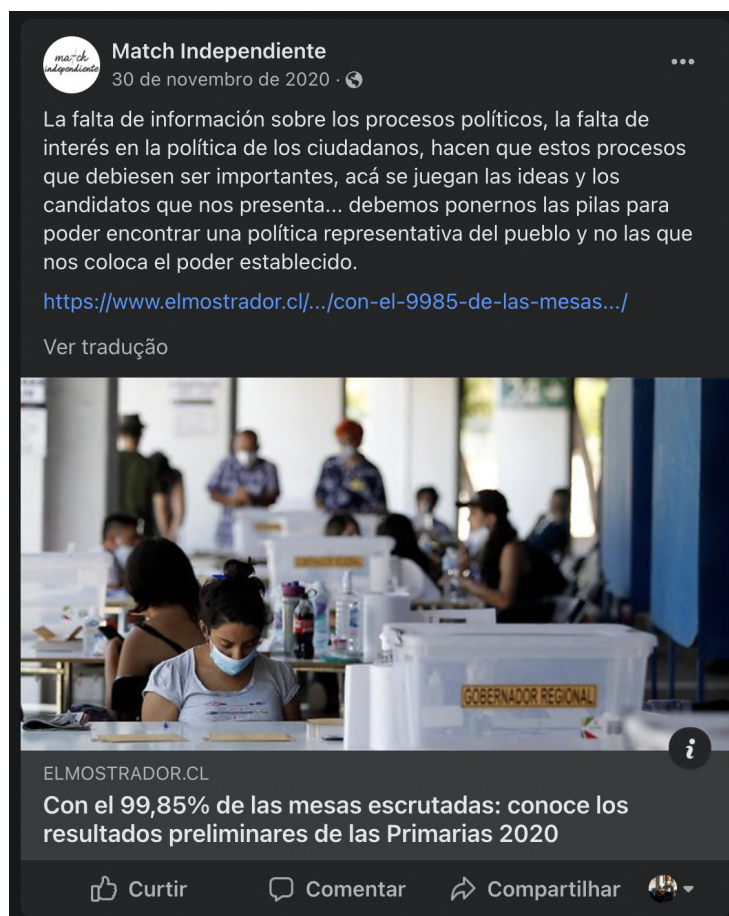 match
independiente
Match Independiente
30 de novembro de 2020 ·
La falta de información sobre los procesos políticos, la falta de
interés en la política de los ciudadanos, hacen que estos procesos
que debiesen ser importantes, acá se juegan las ideas y los
candidatos que nos presenta... debemos ponernos las pilas para
poder encontrar una política representativa del pueblo y no las que
nos coloca el poder establecido.
https://www.elmostrador.cl/.../con-el-9985-de-las-mesas.../
Ver tradução
GOBERNADOR REGIONAL
GOBERNADOR REGIONAL
ELMOSTRADOR.CL
Con el 99,85% de las mesas escrutadas: conoce los
resultados preliminares de las Primarias 2020
Curtir
Comentar
Compartilhar